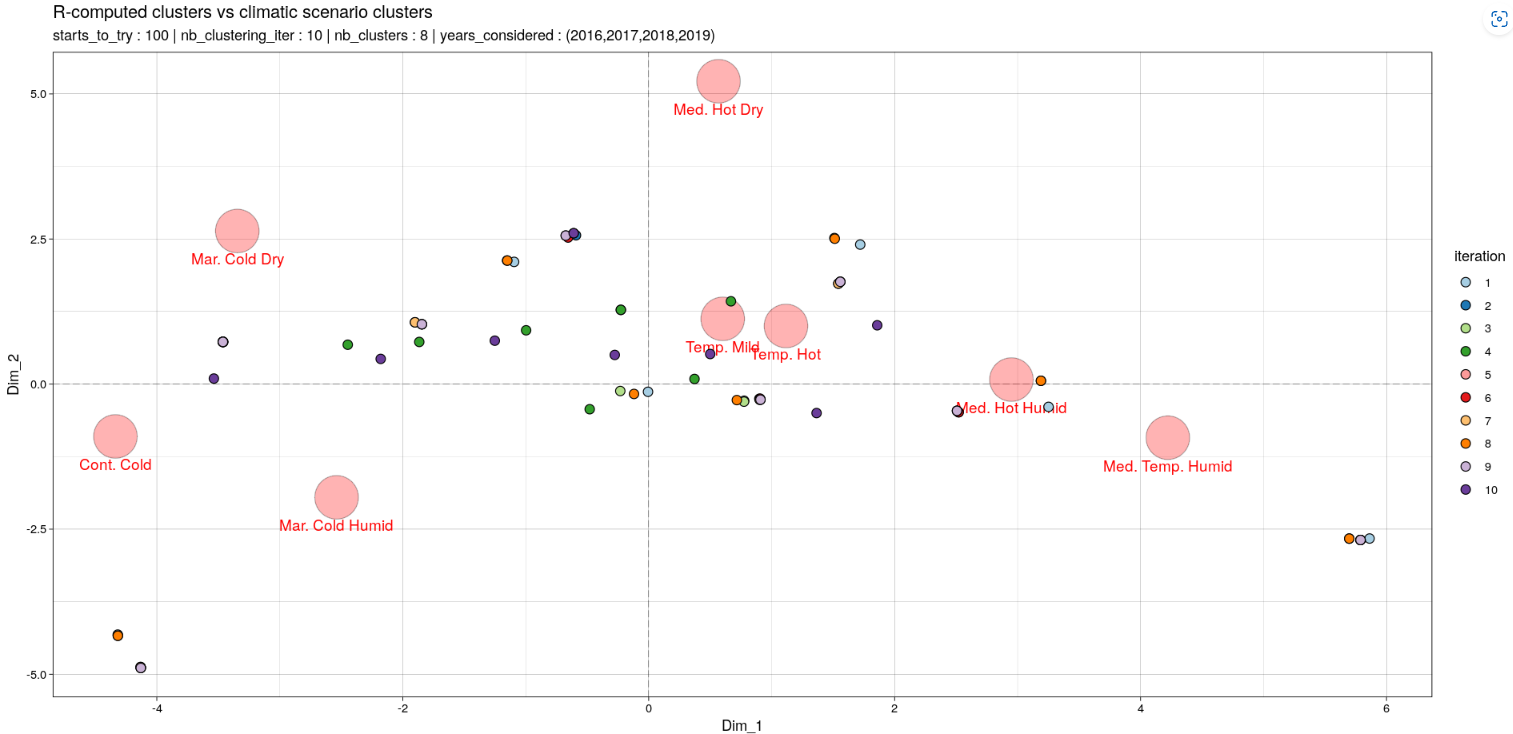 R-computed clusters vs climatic scenario clusters
starts_to_try : 100 | nb_clustering_iter : 10 | nb_clusters : 8 | years_considered : (2016,2017,2018,2019)
5.0
2.5
0.0
-2.5
-5.0
Dim_2
Med. Hot Dry
Mar. Cold Dry
Temp. Mild
Temp. Hot
Med. Hot Humid
Cont. Cold
Med. Temp. Humid
Mar. Cold Humid
-4
-2
0
2
4
6
Dim_1
iteration
1
2
3
4
5
6
7
8
9
10